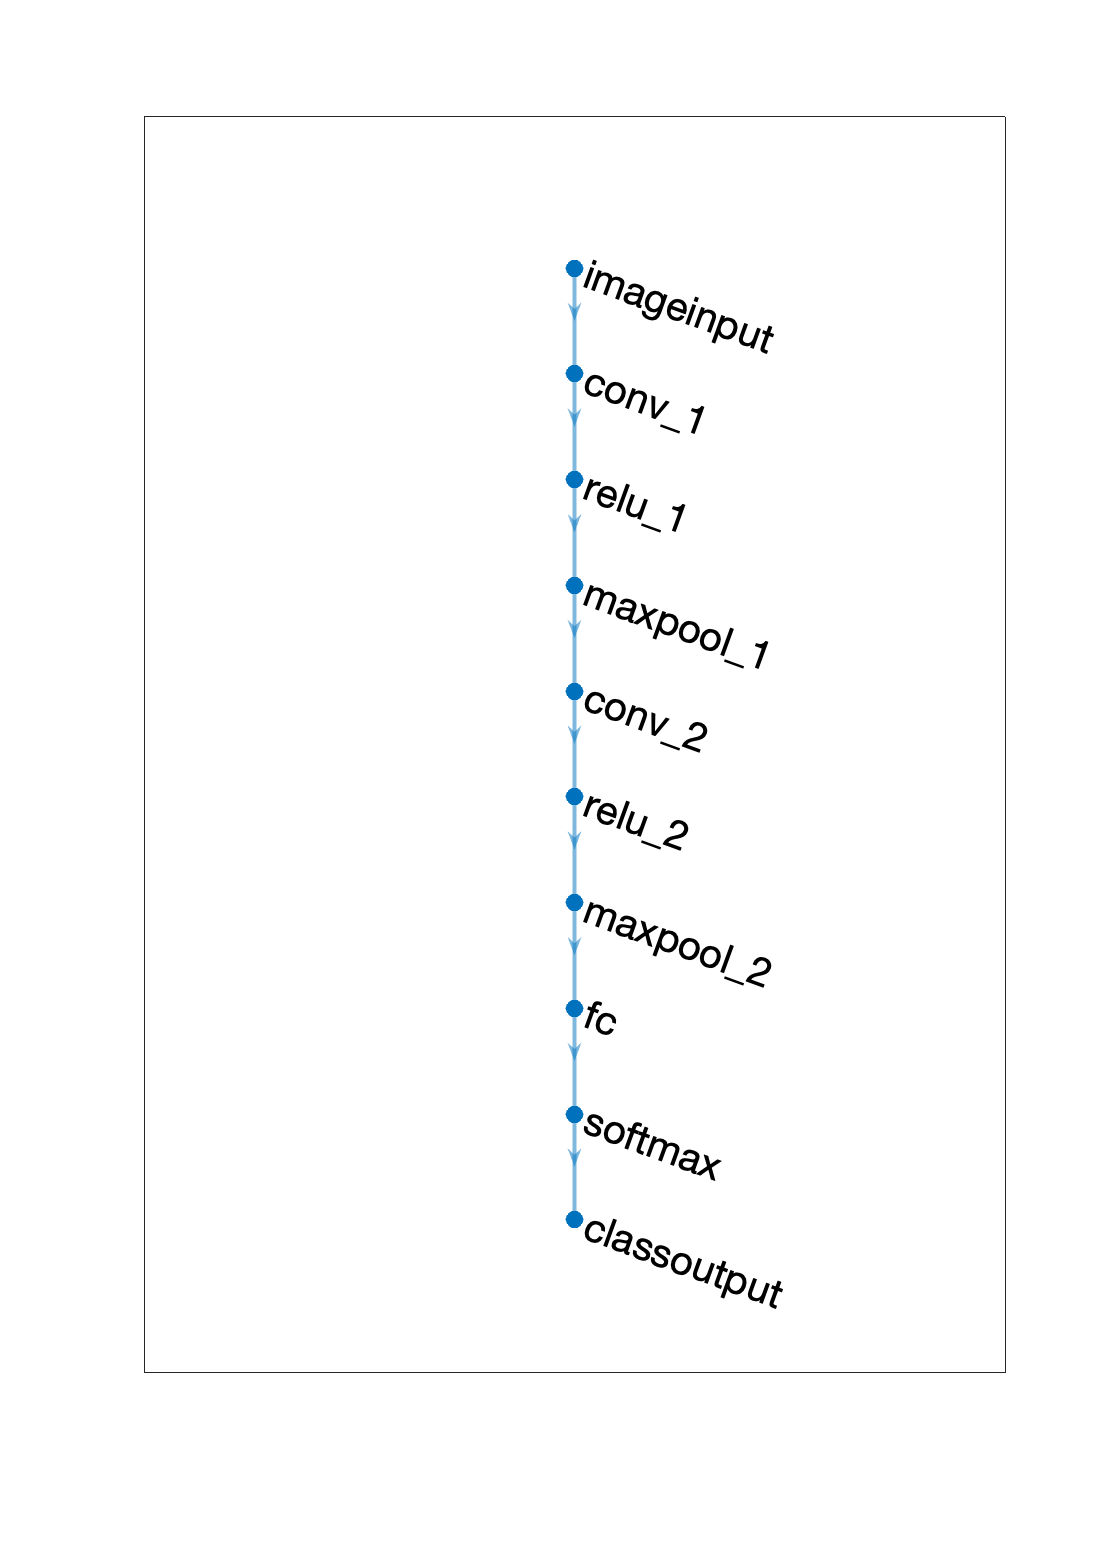 imageinput
conv_1
relu_1
maxpool_1
conv_2
relu_2
maxpool_2
fc
softmax
classoutput